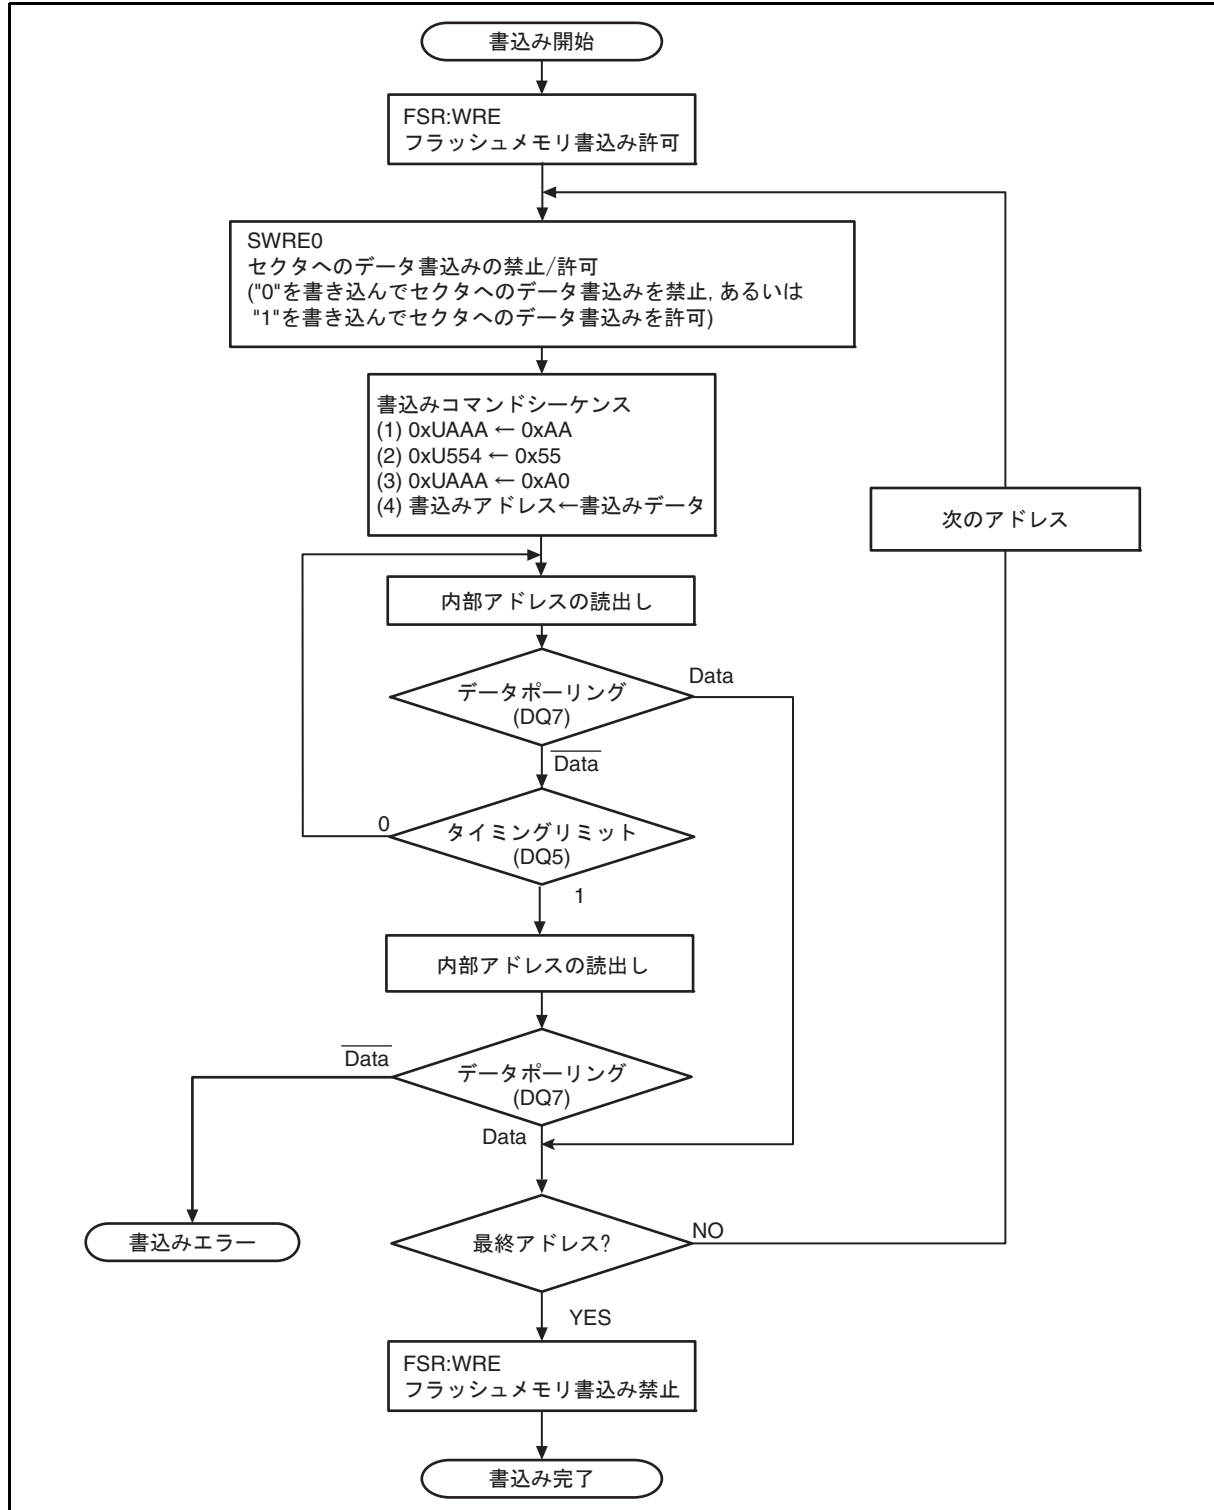 書込み開始
FSR:WRE
フラッシュメモリ書込み許可
SWRE0
セクタへのデータ書込みの禁止/許可
("0"を書き込んでセクタへのデータ書込みを禁止, あるいは
"1"を書き込んでセクタへのデータ書込みを許可)
書込みコマンドシーケンス
(1) 0xUAAA ← 0xAA
(2) 0xU554 ← 0x55
(3) 0xUAAA ← 0xA0
(4) 書込みアドレス←書込みデータ
次のアドレス
内部アドレスの読出し
データポーリング
(DQ7)
Data
Data
タイミングリミット
(DQ5)
0
1
内部アドレスの読出し
データポーリング
(DQ7)
Data
Data
書込みエラー
最終アドレス?
NO
YES
FSR:WRE
フラッシュメモリ書込み禁止
書込み完了